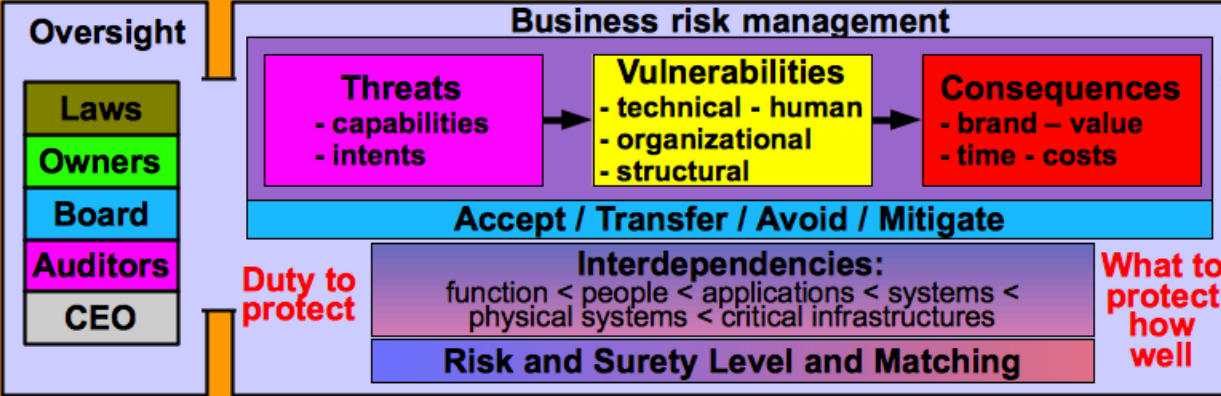 Oversight
Laws
Owners
Board
Auditors
CEO
Business risk management
Threats
- capabilities
- intents
Vulnerabilities
- technical - human
- organizational
- structural
Consequences
- brand – value
- time - costs
Accept / Transfer / Avoid / Mitigate
Duty to
protect
Interdependencies:
function < people < applications < systems <
physical systems < critical infrastructures
Risk and Surety Level and Matching
What to
protect
how
well